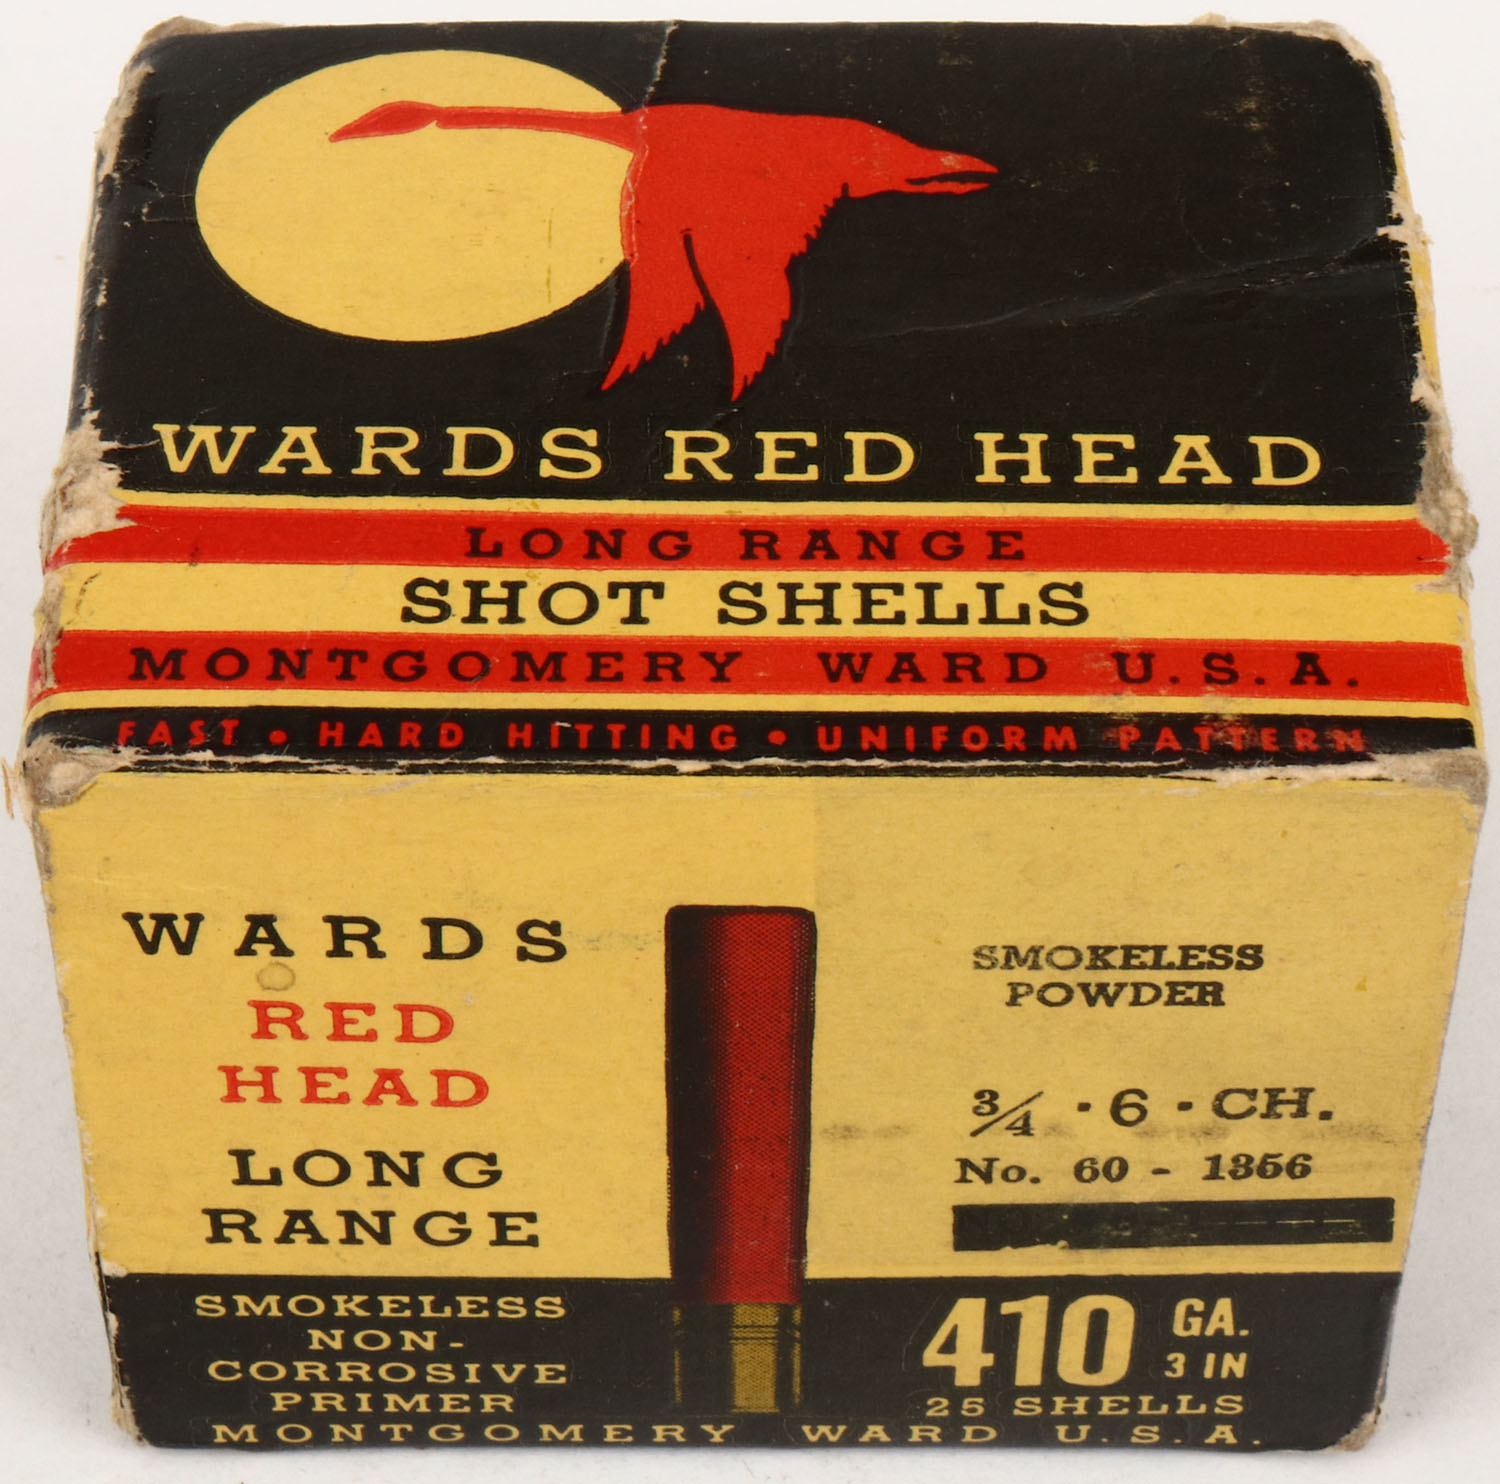 WARDS RED HEAD
LONG RANGE
SHOT SHELLS
MONTGOMERY WARD U.S.A.
FAST • HARD HITTING • UNIFORM PATTERN
WARDS
RED
HEAD
LONG
RANGE
SMOKELESS
POWDER
3/4 · 6 · CH.
No. 60 - 1356
SMOKELESS
NON-
CORROSIVE
PRIMER
410 GA.
3 IN
25 SHELLS
MONTGOMERY WARD U.S.A.